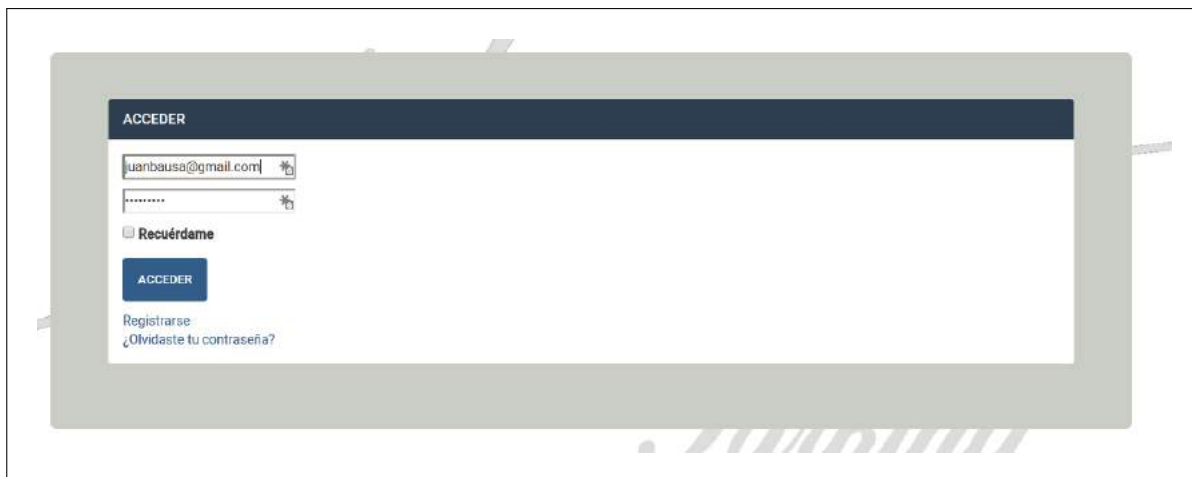 ACCEDER
juanbausa@gmail.com
•••••••••
Recuérdame
ACCEDER
Registrarse
¿Olvidaste tu contraseña?